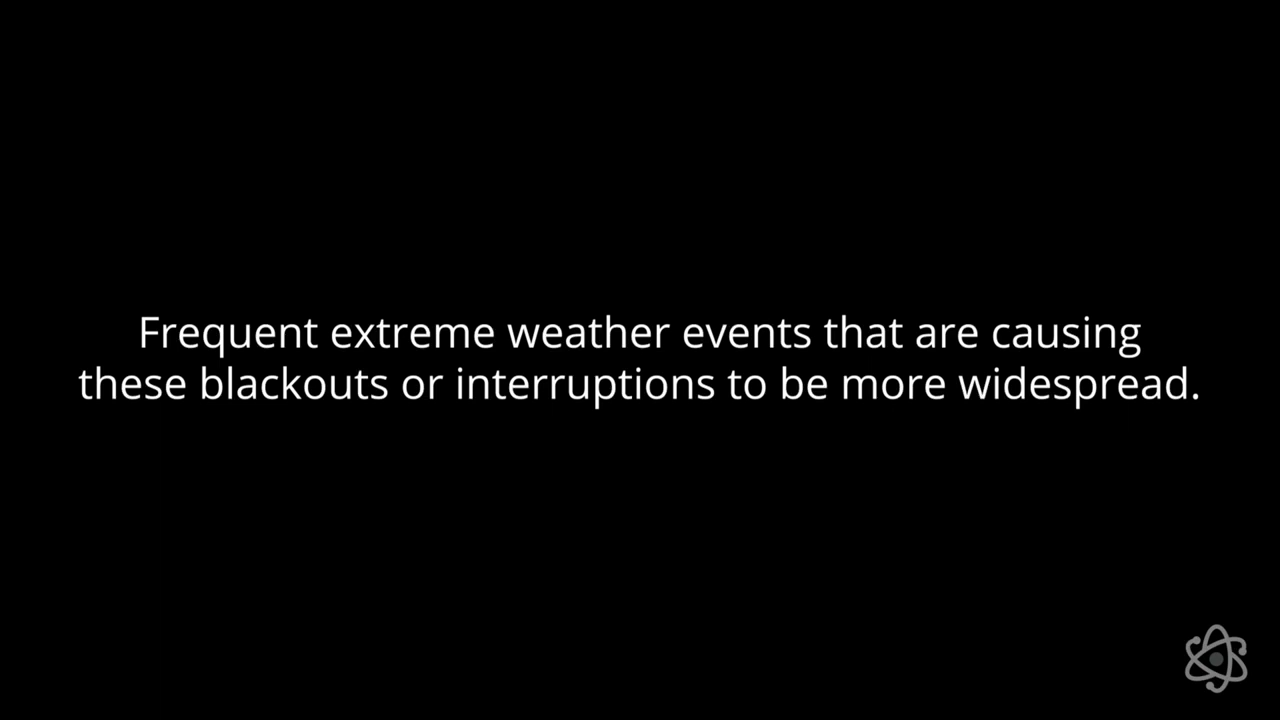 Frequent extreme weather events that are causing
these blackouts or interruptions to be more widespread.